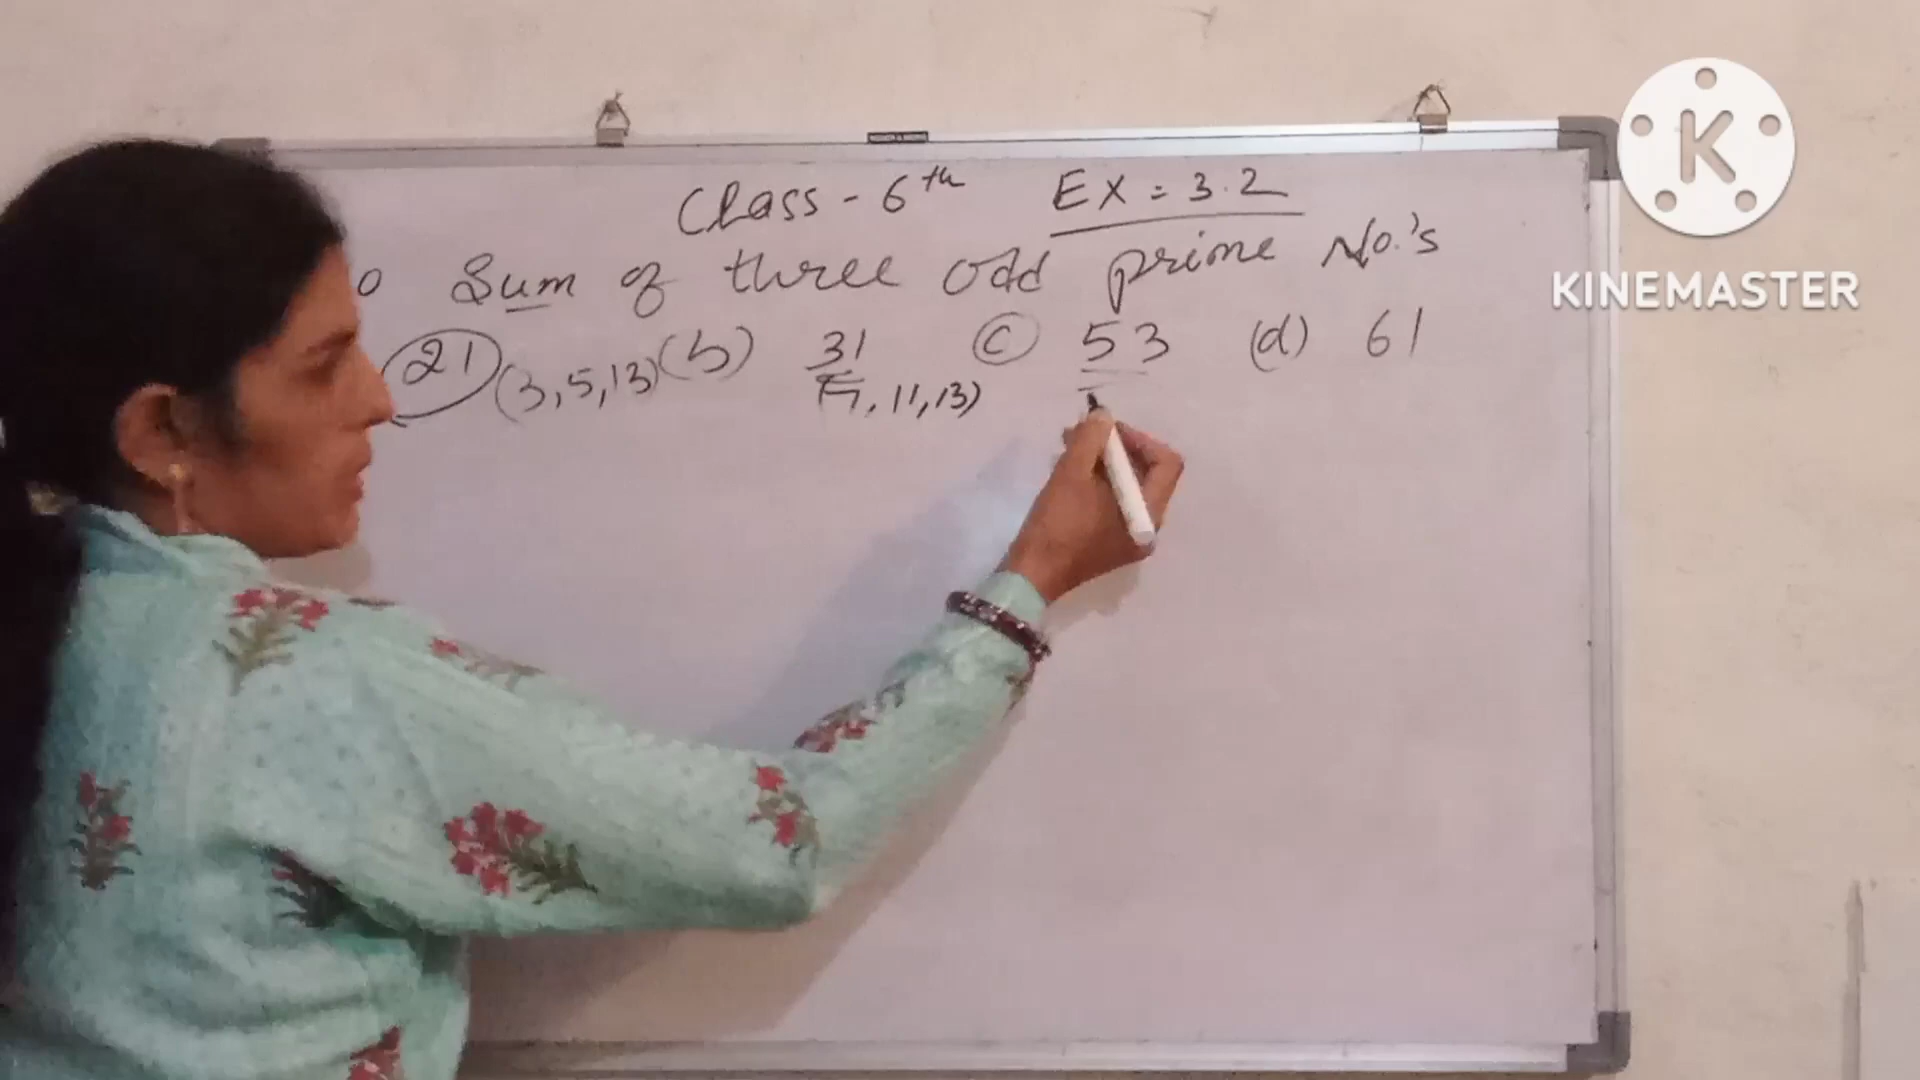 Class - 6th EX = 3.2
Sum of three odd prime No.'s
21 (3, 5, 13) (b) 31 (c) 53 (d) 61
(7, 11, 13)
K
KINEMASTER